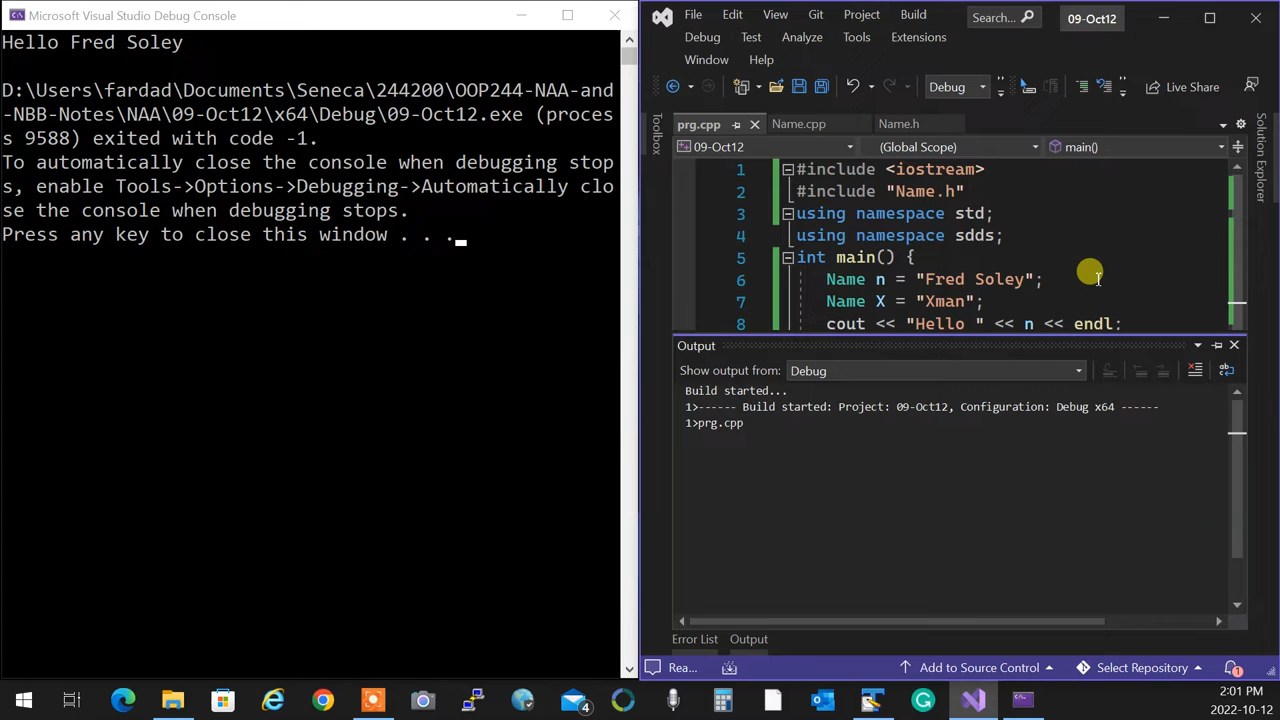 Microsoft Visual Studio Debug Console
Hello Fred Soley
D:\Users\fardad\Documents\Seneca\244200\OOP244-NAA-and
-NBB-Notes\NAA\09-Oct12\x64\Debug\09-Oct12.exe (proces
s 9588) exited with code -1.
To automatically close the console when debugging stop
s, enable Tools->Options->Debugging->Automatically clo
se the console when debugging stops.
Press any key to close this window . . .
File Edit View Git Project Build Search... 09-Oct12
Debug Test Analyze Tools Extensions
Window Help
Debug Live Share
Toolbox
prg.cpp Name.cpp Name.h
09-Oct12 (Global Scope) main()
1 #include <iostream>
2 #include "Name.h"
3 using namespace std;
4 using namespace sdds;
5 int main() {
6 Name n = "Fred Soley";
7 Name X = "Xman";
8 cout << "Hello " << n << endl;
Solution Explorer
Output
Show output from: Debug
Build started...
1>------ Build started: Project: 09-Oct12, Configuration: Debug x64 ------
1>prg.cpp
Error List Output
Rea... Add to Source Control Select Repository 1
4
2:01 PM
2022-10-12